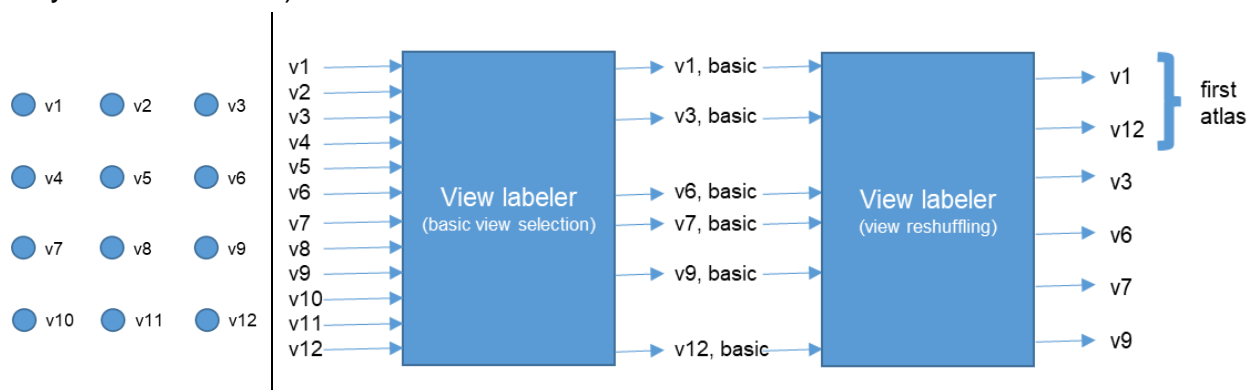 v1 v2 v3
v4 v5 v6
v7 v8 v9
v10 v11 v12
v1
v2
v3
v4
v5
v6
v7
v8
v9
v10
v11
v12
View labeler
(basic view selection)
v1, basic
v3, basic
v6, basic
v7, basic
v9, basic
v12, basic
View labeler
(view reshuffling)
v1
v12
v3
v6
v7
v9
first
atlas